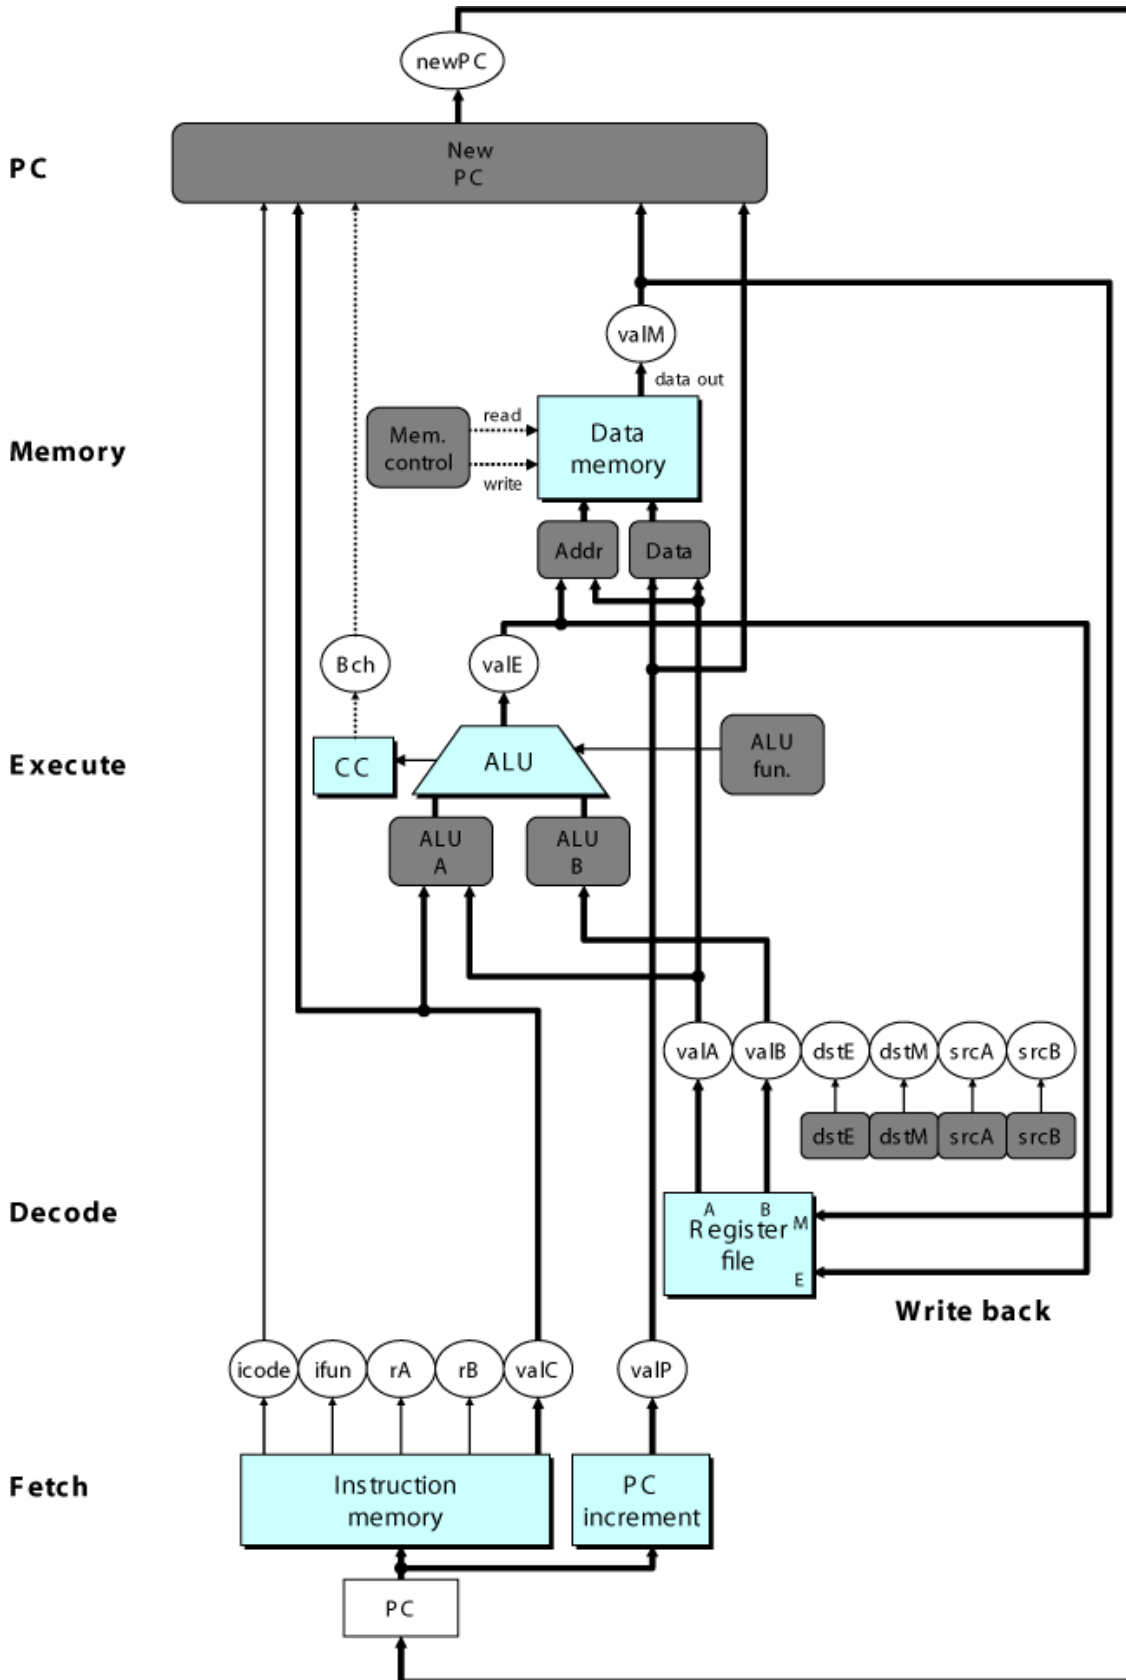 newPC
New
PC
PC
valM
data out
read
Mem.
control
write
Data
memory
Memory
Addr
Data
Bch
valE
CC
ALU
ALU
fun.
Execute
ALU
A
ALU
B
valA
valB
dstE
dstM
srcA
srcB
dstE
dstM
srcA
srcB
Decode
A
B
Register
file
M
E
Write back
icode
ifun
rA
rB
valC
valP
Fetch
Instruction
memory
PC
increment
PC